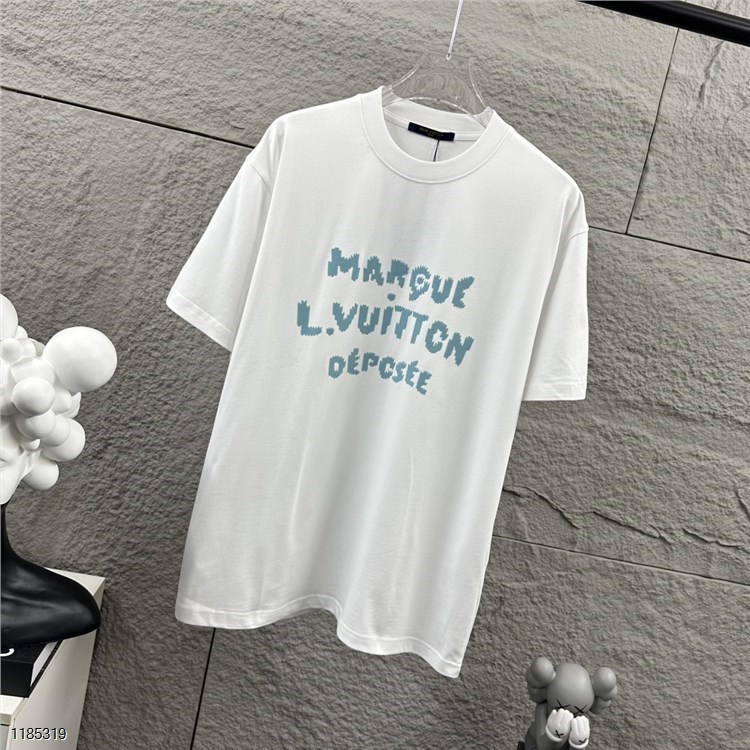 MARQUE
L.VUITTON
DÉPOSÉE
1185319